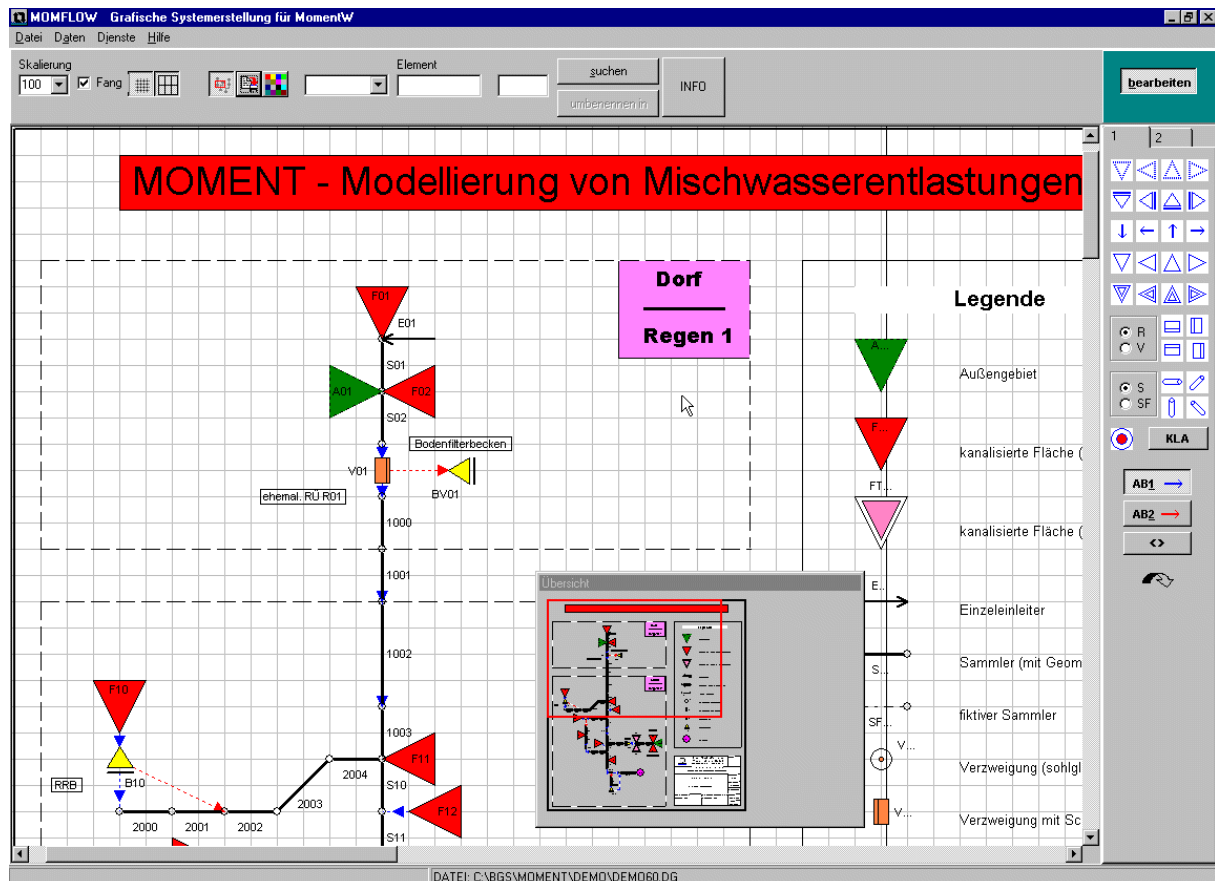 MOMFLOW Grafische Systemerstellung für MomentW
Datei Daten Dienste Hilfe
Skalierung
Element
100
Fang
suchen
umbenennen in
INFO
bearbeiten
1
2
MOMENT - Modellierung von Mischwasserentlastungen
Dorf
Regen 1
Legende
F01
E01
S01
A01
F02
S02
Bodenfilterbecken
V01
BV01
ehemal. RÜ R01
1000
1001
1002
1003
F10
F11
2004
S10
RRB
B10
2003
F12
2000
2001
2002
S11
A...
Außengebiet
F...
kanalisierte Fläche (
FT...
kanalisierte Fläche (
E...
Einzeleinleiter
S...
Sammler (mit Geom
SF...
fiktiver Sammler
V...
Verzweigung (sohlgl
V...
Verzweigung mit Sc
Übersicht
R
V
S
SF
KLA
AB1
AB2
<>
DATEI: C:\BGS\MOMENT\DEMO\DEMO60.DG